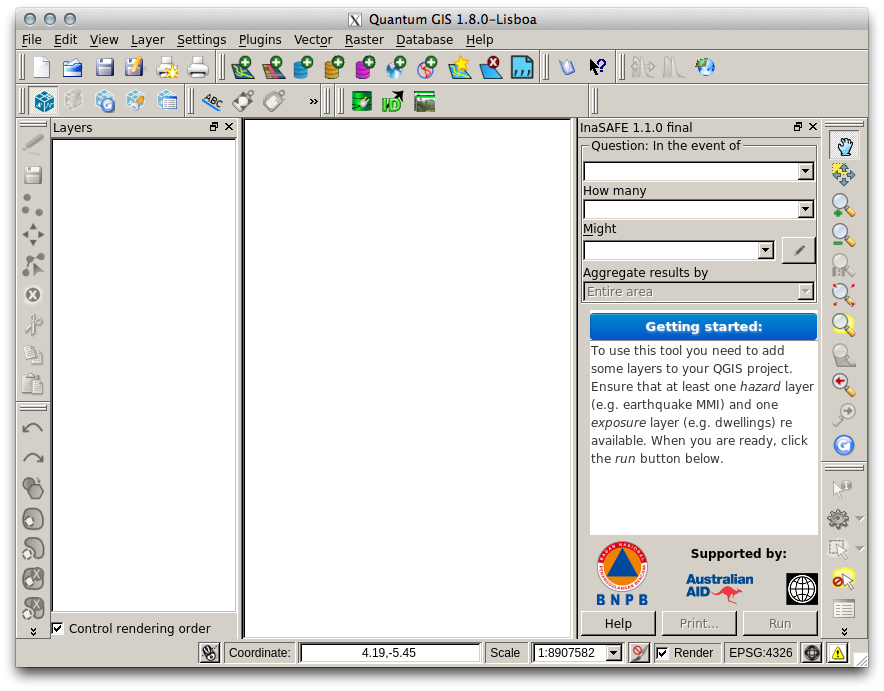 Quantum GIS 1.8.0-Lisboa
File Edit View Layer Settings Plugins Vector Raster Database Help
ABC
Layers
InaSAFE 1.1.0 final
Question: In the event of
How many
Might
Aggregate results by
Entire area
Getting started:
To use this tool you need to add
some layers to your QGIS project.
Ensure that at least one hazard layer
(e.g. earthquake MMI) and one
exposure layer (e.g. dwellings) re
available. When you are ready, click
the run button below.
Supported by:
BNPB
Australian
AID
Help Print... Run
Control rendering order
Coordinate: 4.19,-5.45 Scale 1:8907582 Render EPSG:4326